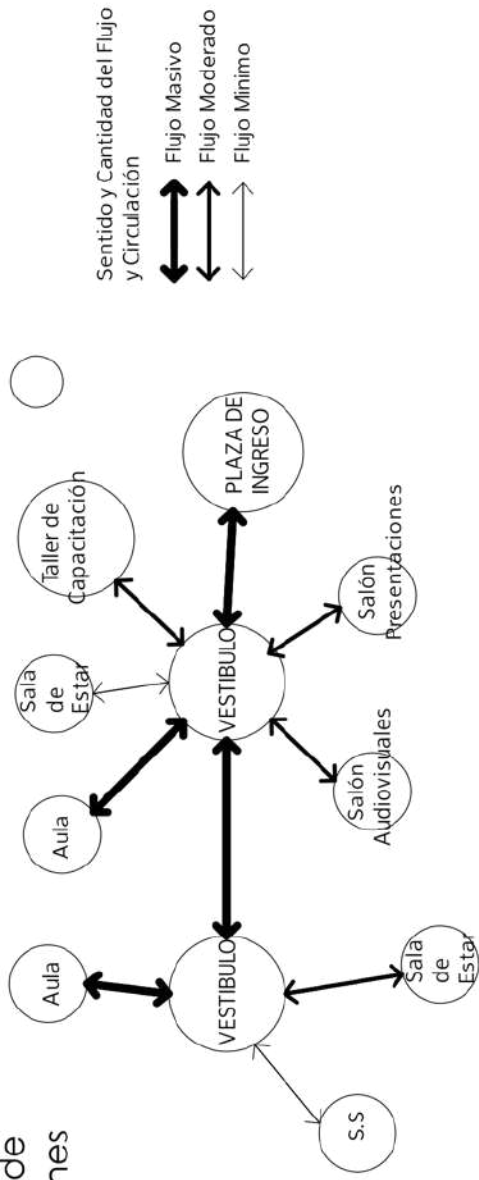 de
nes
Aula
Aula
Sala
de
Estar
Taller de
Capacitación
VESTIBULO
VESTIBULO
PLAZA DE
INGRESO
S.S
Sala
de
Estar
Salón
Audiovisuales
Salón
Presentaciones
Sentido y Cantidad del Flujo
y Circulación
Flujo Masivo
Flujo Moderado
Flujo Minimo